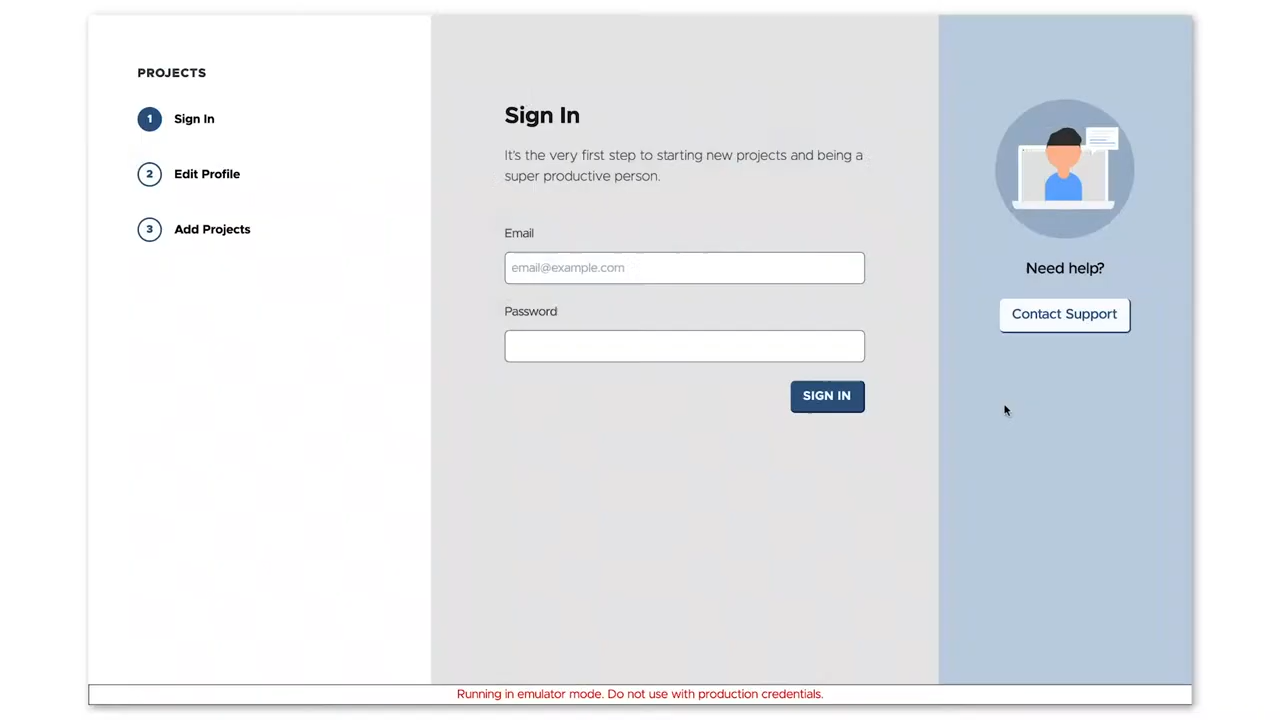 PROJECTS
1 Sign In
2 Edit Profile
3 Add Projects
Sign In
It's the very first step to starting new projects and being a
super productive person.
Email
email@example.com
Password
SIGN IN
Need help?
Contact Support
Running in emulator mode. Do not use with production credentials.